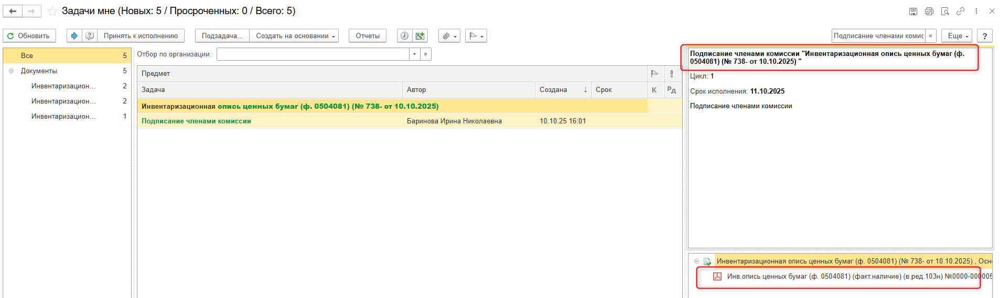 Задачи мне (Новых: 5 / Просроченных: 0 / Всего: 5)
Обновить
Принять к исполнению
Подзадача...
Создать на основании
Отчеты
Подписание членами комис
×
Еще
?
Все 5
Документы 5
Инвентаризацион... 2
Инвентаризацион... 2
Инвентаризацион... 1
Отбор по организации:
×
Предмет
Задача Автор Создана ↓ Срок К Рд
Инвентаризационная опись ценных бумаг (ф. 0504081) (№ 738- от 10.10.2025)
Подписание членами комиссии Баринова Ирина Николаевна 10.10.25 16:01
Подписание членами комиссии "Инвентаризационная опись ценных бумаг (ф.
0504081) (№ 738- от 10.10.2025) "
Цикл: 1
Срок исполнения: 11.10.2025
Подписание членами комиссии
Инвентаризационная опись ценных бумаг (ф. 0504081) (№ 738- от 10.10.2025) , Осно
Инв.опись ценных бумаг (ф. 0504081) (факт.наличие) (в ред.103н) №0000-000005